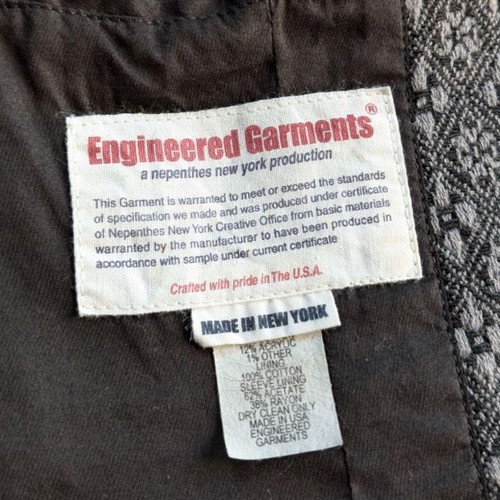 Engineered Garments®
a nepenthes new york production
This Garment is warranted to meet or exceed the standards
of specification we made and was produced under certificate
of Nepenthes New York Creative Office from basic materials
warranted by the manufacturer to have been produced in
accordance with sample under current certificate
Crafted with pride in The U.S.A.
MADE IN NEW YORK
12% ACRYLIC
1% OTHER
LINING
100% COTTON
SLEEVE LINING
62% ACETATE
38% RAYON
DRY CLEAN ONLY
MADE IN USA
ENGINEERED
GARMENTS